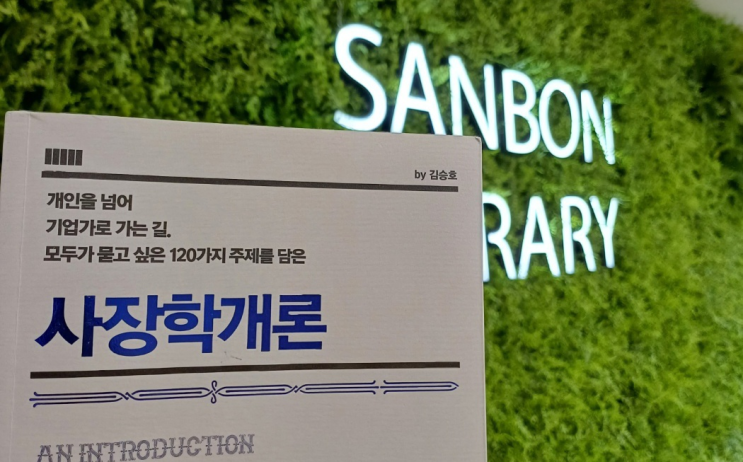 by 김승호
개인을 넘어
기업가로 가는 길.
모두가 묻고 싶은 120가지 주제를 담은
사장학개론
AN INTRODUCTION
SANBON
RARY